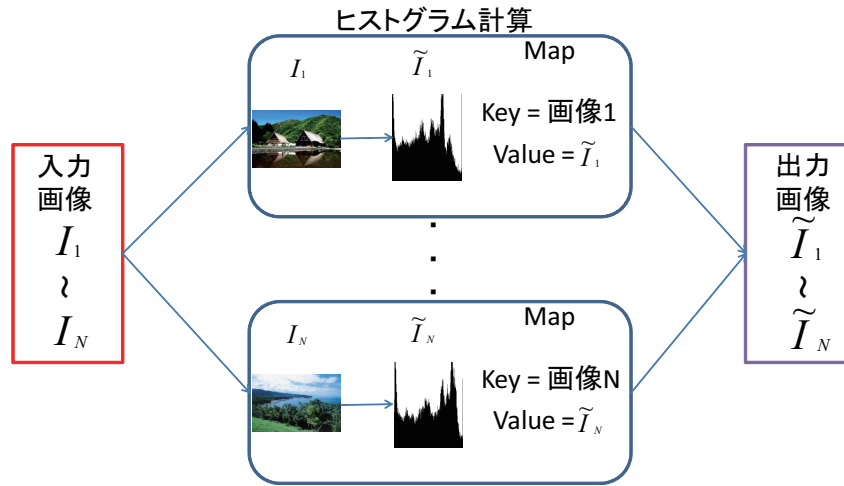 ヒストグラム計算
入力
画像
I₁
~
I_N
I₁
Ĩ₁
Map
Key = 画像1
Value = Ĩ₁
I_N
Ĩ_N
Map
Key = 画像N
Value = Ĩ_N
出力
画像
Ĩ₁
~
Ĩ_N